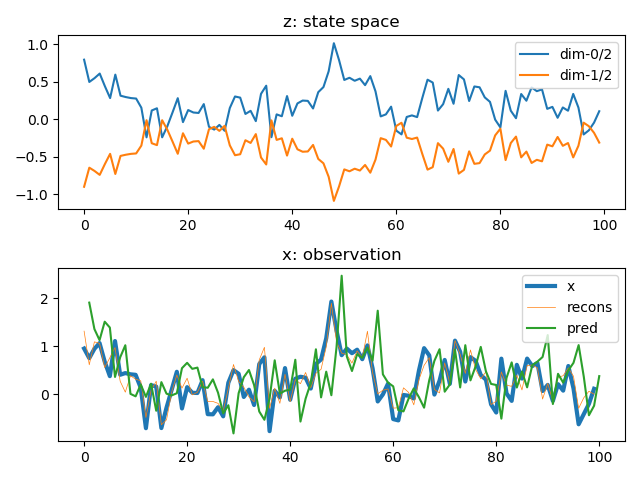 z: state space
1.0
0.5
0.0
−0.5
−1.0
dim-0/2
dim-1/2
0 20 40 60 80 100
x: observation
2
1
0
x
recons
pred
0 20 40 60 80 100